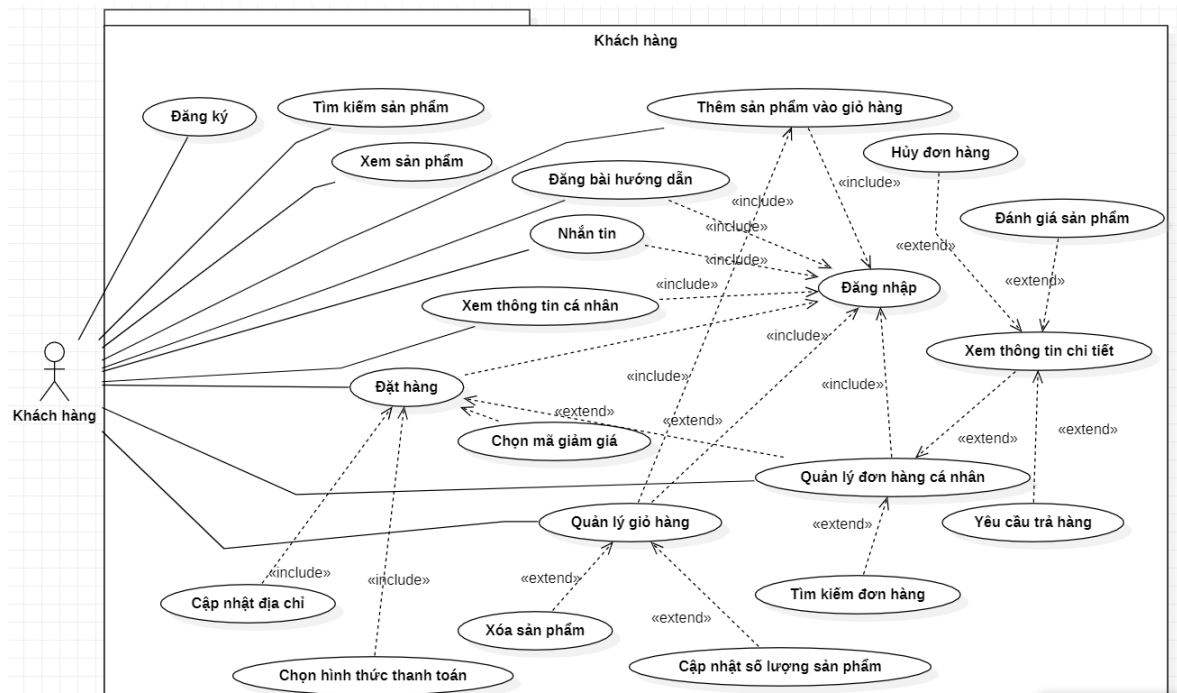 Khách hàng
Đăng ký
Tìm kiếm sản phẩm
Thêm sản phẩm vào giỏ hàng
Hủy đơn hàng
Xem sản phẩm
Đăng bài hướng dẫn
«include»
«include»
Đánh giá sản phẩm
Nhắn tin
«include»
«include»
«extend»
«extend»
Xem thông tin cá nhân
«include»
Đăng nhập
«include»
Xem thông tin chi tiết
Khách hàng
Đặt hàng
«include»
«include»
«extend»
«extend»
Chọn mã giảm giá
«extend»
«extend»
Quản lý đơn hàng cá nhân
Quản lý giỏ hàng
«extend»
Yêu cầu trả hàng
«include»
«include»
«extend»
Cập nhật địa chỉ
Tìm kiếm đơn hàng
Xóa sản phẩm
«extend»
Chọn hình thức thanh toán
Cập nhật số lượng sản phẩm